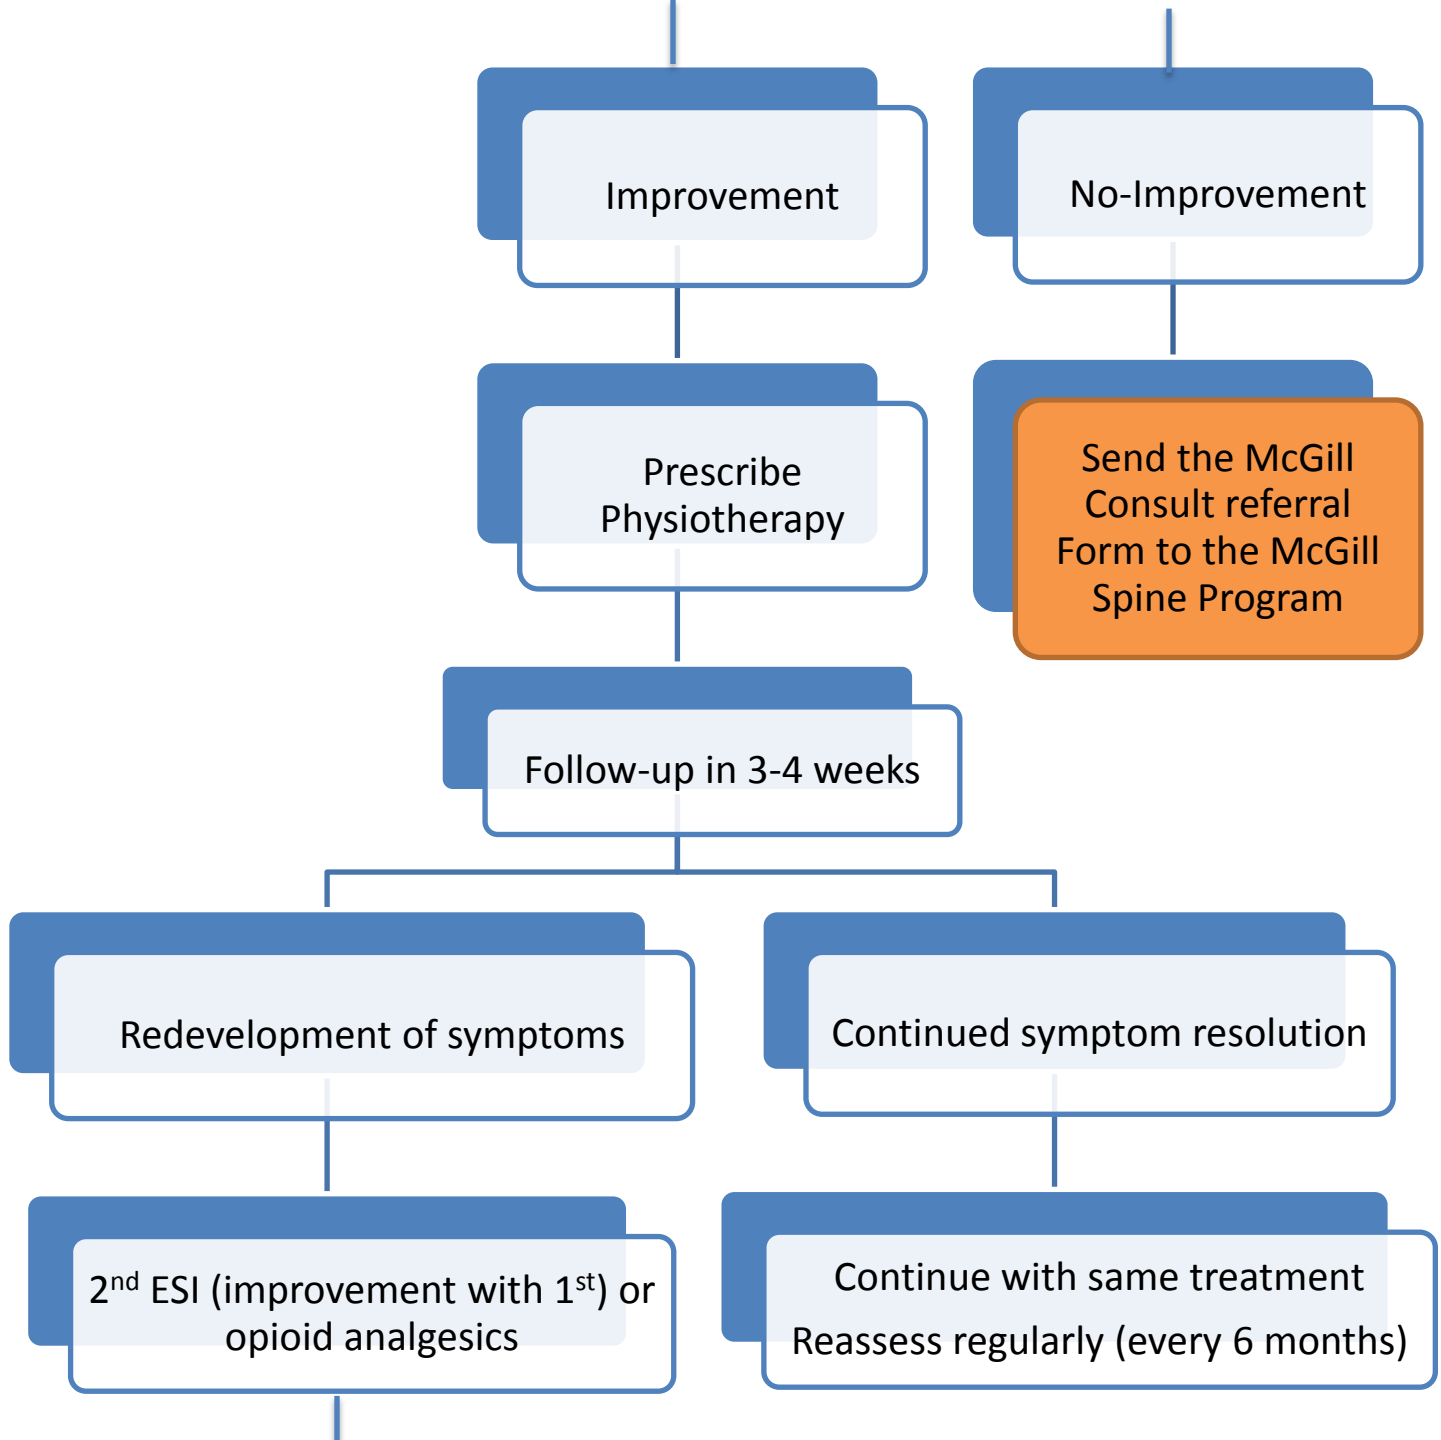 Improvement
No-Improvement
Prescribe
Physiotherapy
Send the McGill
Consult referral
Form to the McGill
Spine Program
Follow-up in 3-4 weeks
Redevelopment of symptoms
Continued symptom resolution
2nd ESI (improvement with 1st) or
opioid analgesics
Continue with same treatment
Reassess regularly (every 6 months)